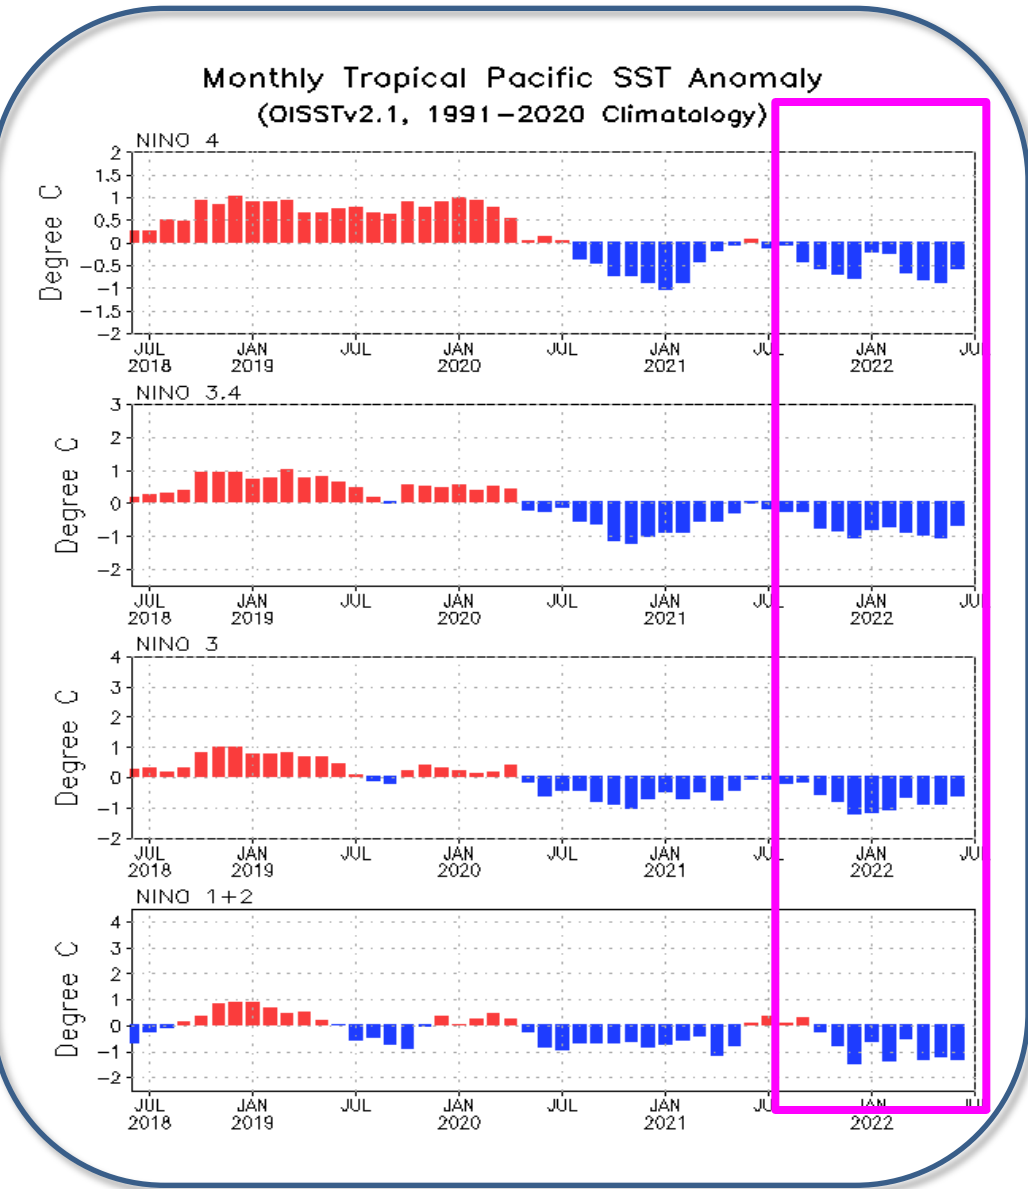 Monthly Tropical Pacific SST Anomaly
(OISSTv2.1, 1991−2020 Climatology)
NINO 4
Degree C
2
1.5
1
0.5
0
−0.5
−1
−1.5
−2
JUL JAN JUL JAN JUL JAN JUL JAN JUL
2018 2019 2020 2021 2022
NINO 3.4
Degree C
3
2
1
0
−1
−2
JUL JAN JUL JAN JUL JAN JUL JAN JUL
2018 2019 2020 2021 2022
NINO 3
Degree C
4
3
2
1
0
−1
−2
JUL JAN JUL JAN JUL JAN JUL JAN JUL
2018 2019 2020 2021 2022
NINO 1+2
Degree C
4
3
2
1
0
−1
−2
JUL JAN JUL JAN JUL JAN JUL JAN JUL
2018 2019 2020 2021 2022